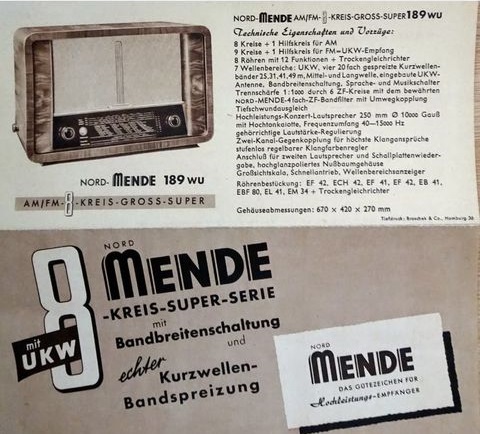 NORD-MENDE AM/FM-8-KREIS-GROSS-SUPER 189 WU
Technische Eigenschaften und Vorzüge:
8 Kreise + 1 Hilfskreis für AM
9 Kreise + 1 Hilfskreis für FM=UKW-Empfang
8 Röhren mit 12 Funktionen + Trockengleichrichter
7 Wellenbereiche: UKW, vier 20fach gespreizte Kurzwellen-
bänder 25, 31, 41, 49 m, Mittel- und Langwelle, eingebaute UKW-
Antenne, Bandbreitschaltung, Sprache- und Musikschalter
Trennschärfe 1:1000 durch 6 ZF-Kreise mit dem bewährten
NORD-MENDE-4fach-ZF-Bandfilter mit Umwegkopplung
Tiefschwundausgleich
Hochleistungs-Konzert-Lautsprecher 250 mm Ø 10000 Gauß
mit Hochtonkalotte, Frequenzumfang 40—15000 Hz
gehörrichtige Lautstärke-Regulierung
Zwei-Kanal-Gegenkopplung für höchste Klangansprüche
stufenlos regelbarer Klangfarbenregler
Anschluß für zweiten Lautsprecher und Schallplattenwieder-
gabe, hochglanzpoliertes Nußbaumgehäuse
Großsichtskala, Schnellantrieb, Wellenbereichsanzeiger
Röhrenbestückung: EF 42, ECH 42, EF 41, EF 42, EB 41,
EBF 80, EL 41, EM 34 + Trockengleichrichter
Gehäuseabmessungen: 670 × 420 × 270 mm
Tiefdruck: Broschek & Co., Hamburg 36
NORD-MENDE 189 WU
AM/FM-8-KREIS-GROSS-SUPER
mit UKW
8
NORD
MENDE
-KREIS-SUPER-SERIE
mit
Bandbreitenschaltung
und
echter Kurzwellen-
Bandspreizung
NORD
MENDE
DAS GÜTEZEICHEN FÜR
Hochleistungs-EMPFÄNGER